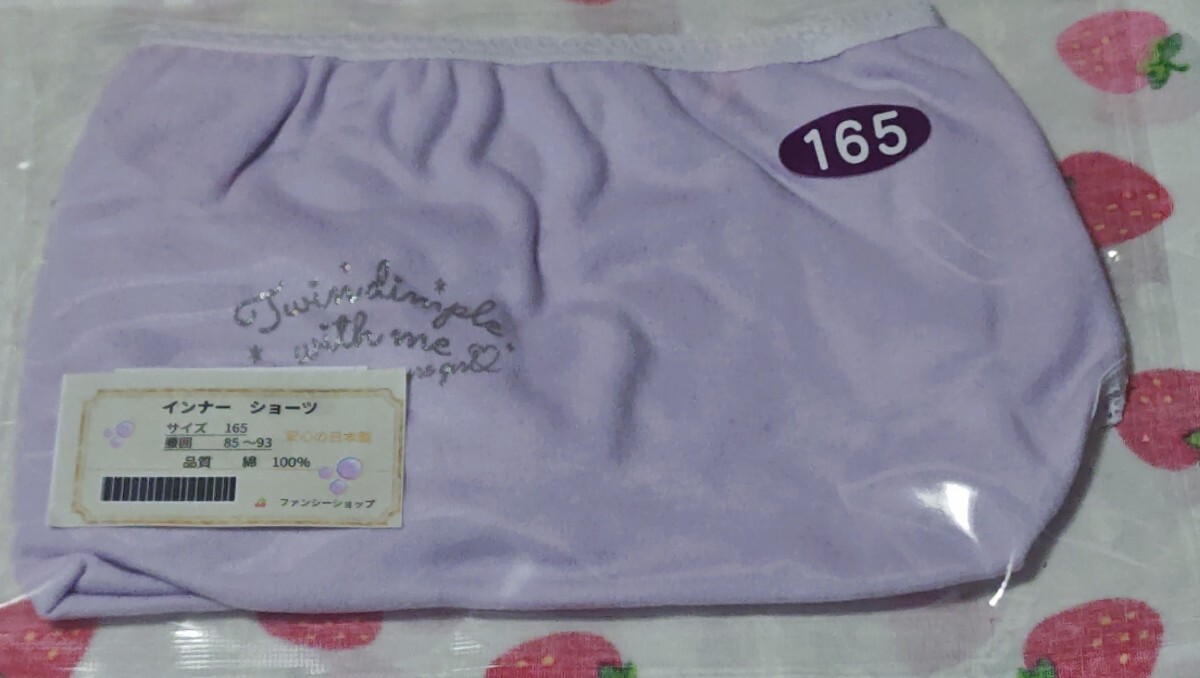 165
Twindimple
with me
インナー ショーツ
サイズ 165
腰囲 85～93
安心の日本製
品質 綿 100%
ファンシーショップ